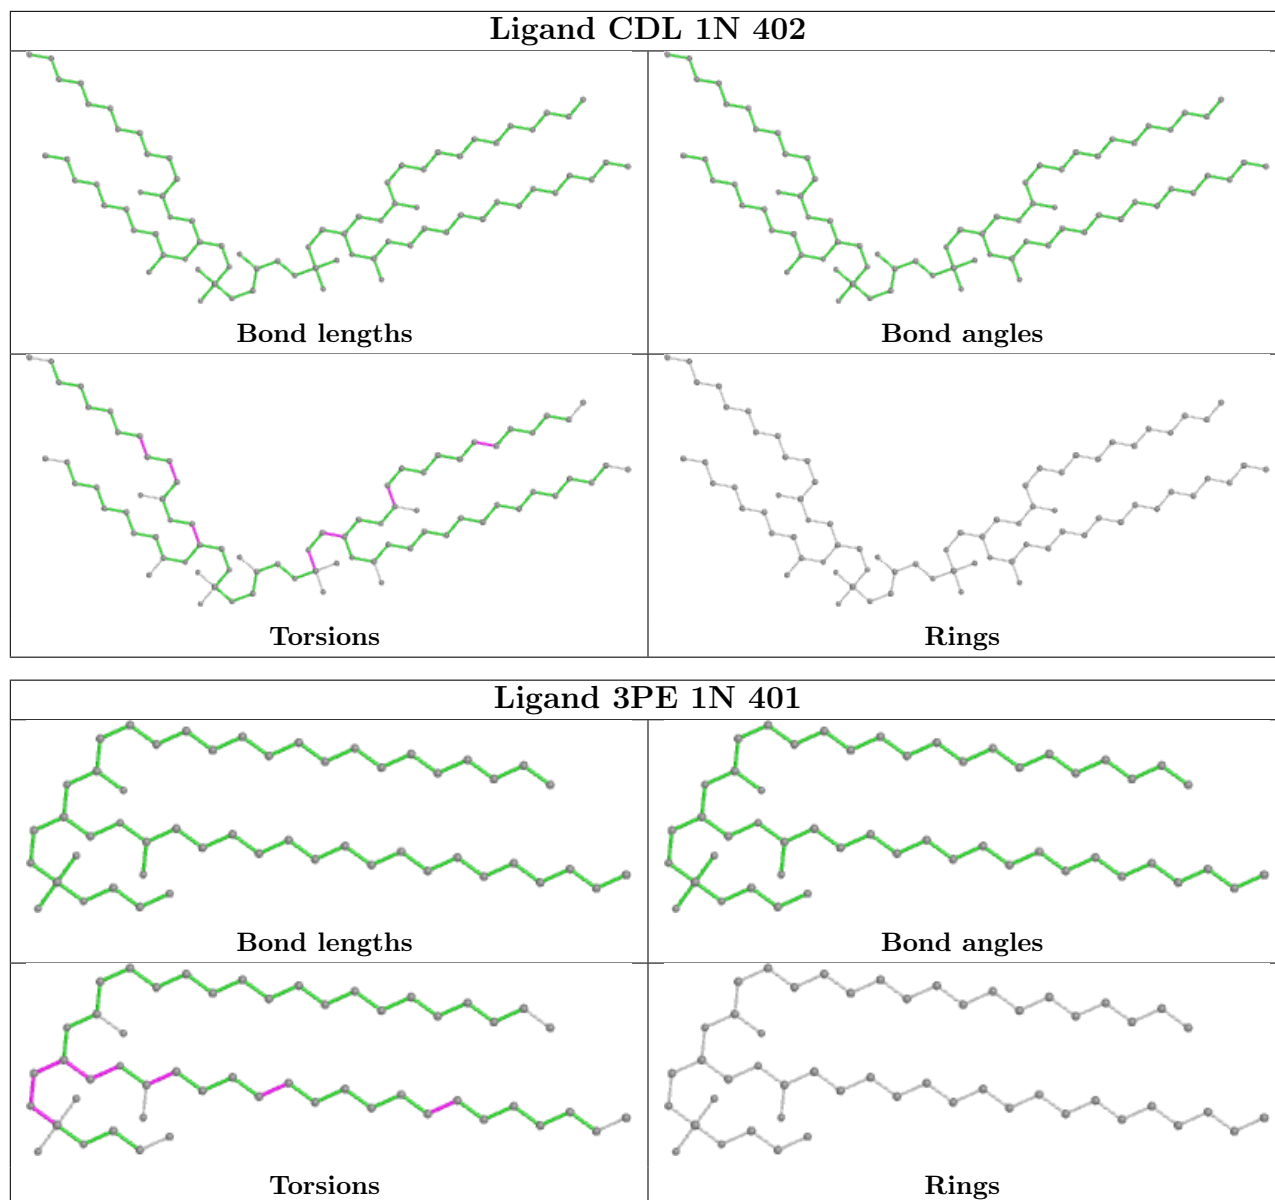 Ligand CDL 1N 402
Bond lengths
Bond angles
Torsions
Rings
Ligand 3PE 1N 401
Bond lengths
Bond angles
Torsions
Rings